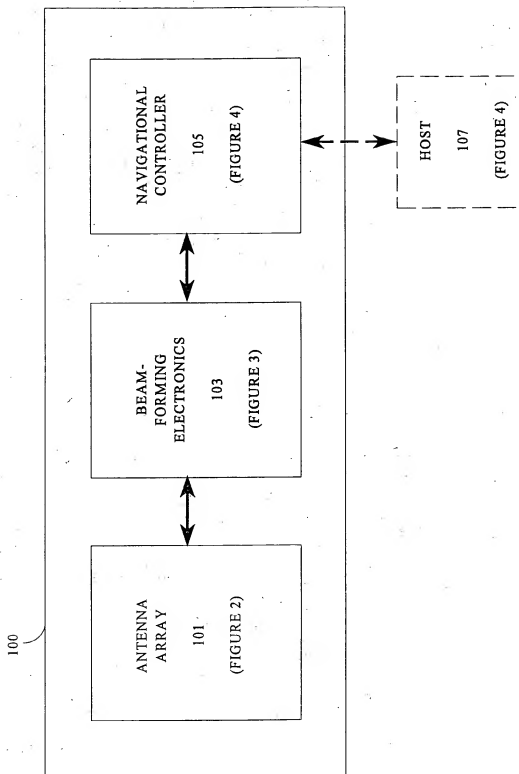 100
ANTENNA
ARRAY
101
(FIGURE 2)
BEAM-
FORMING
ELECTRONICS
103
(FIGURE 3)
NAVIGATIONAL
CONTROLLER
105
(FIGURE 4)
HOST
107
(FIGURE 4)